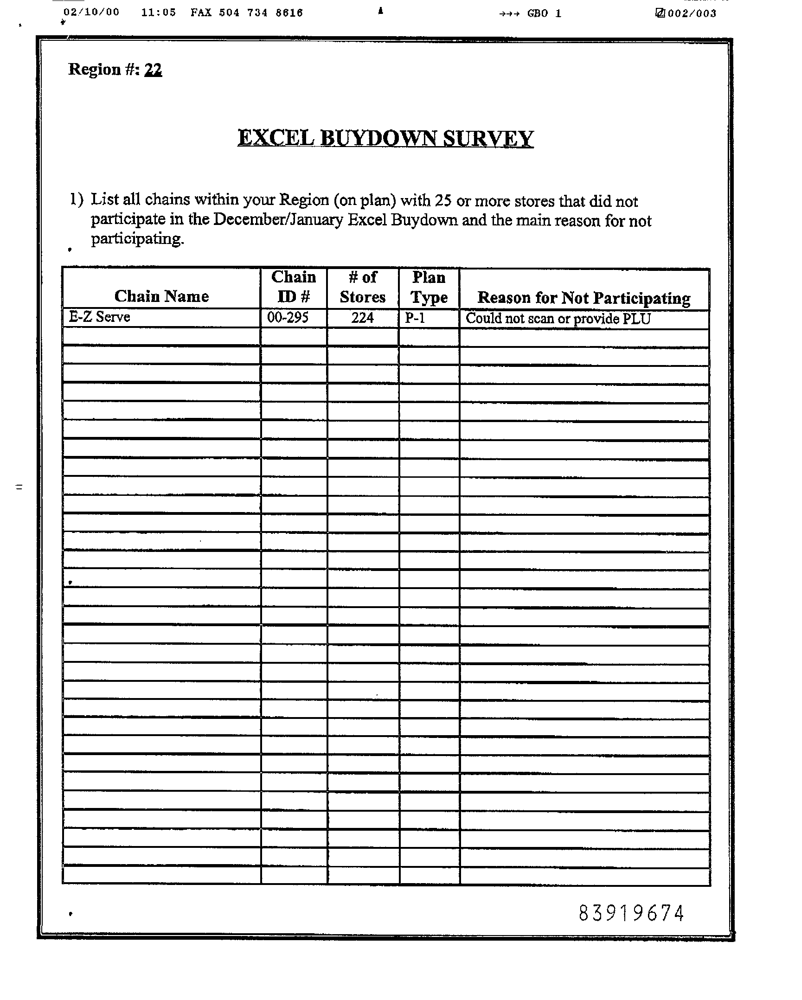 02/10/00 11:05 FAX 504 734 8616 →→→ GBO 1 002/003
Region #: 22
EXCEL BUYDOWN SURVEY
1) List all chains within your Region (on plan) with 25 or more stores that did not
participate in the December/January Excel Buydown and the main reason for not
participating.
Chain Name Chain ID # # of Stores Plan Type Reason for Not Participating
E-Z Serve 00-295 224 P-1 Could not scan or provide PLU
83919674